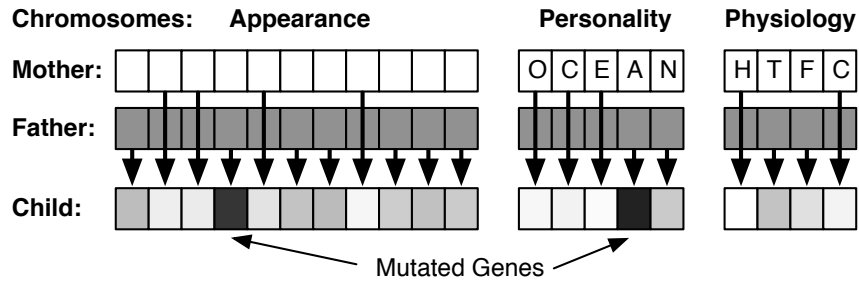 Chromosomes: Appearance Personality Physiology
Mother: O C E A N H T F C
Father:
Child:
Mutated Genes